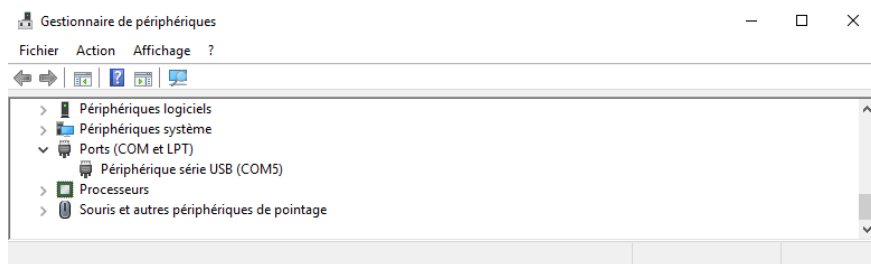 Gestionnaire de périphériques
Fichier Action Affichage ?
Périphériques logiciels
Périphériques système
Ports (COM et LPT)
Périphérique série USB (COM5)
Processeurs
Souris et autres périphériques de pointage